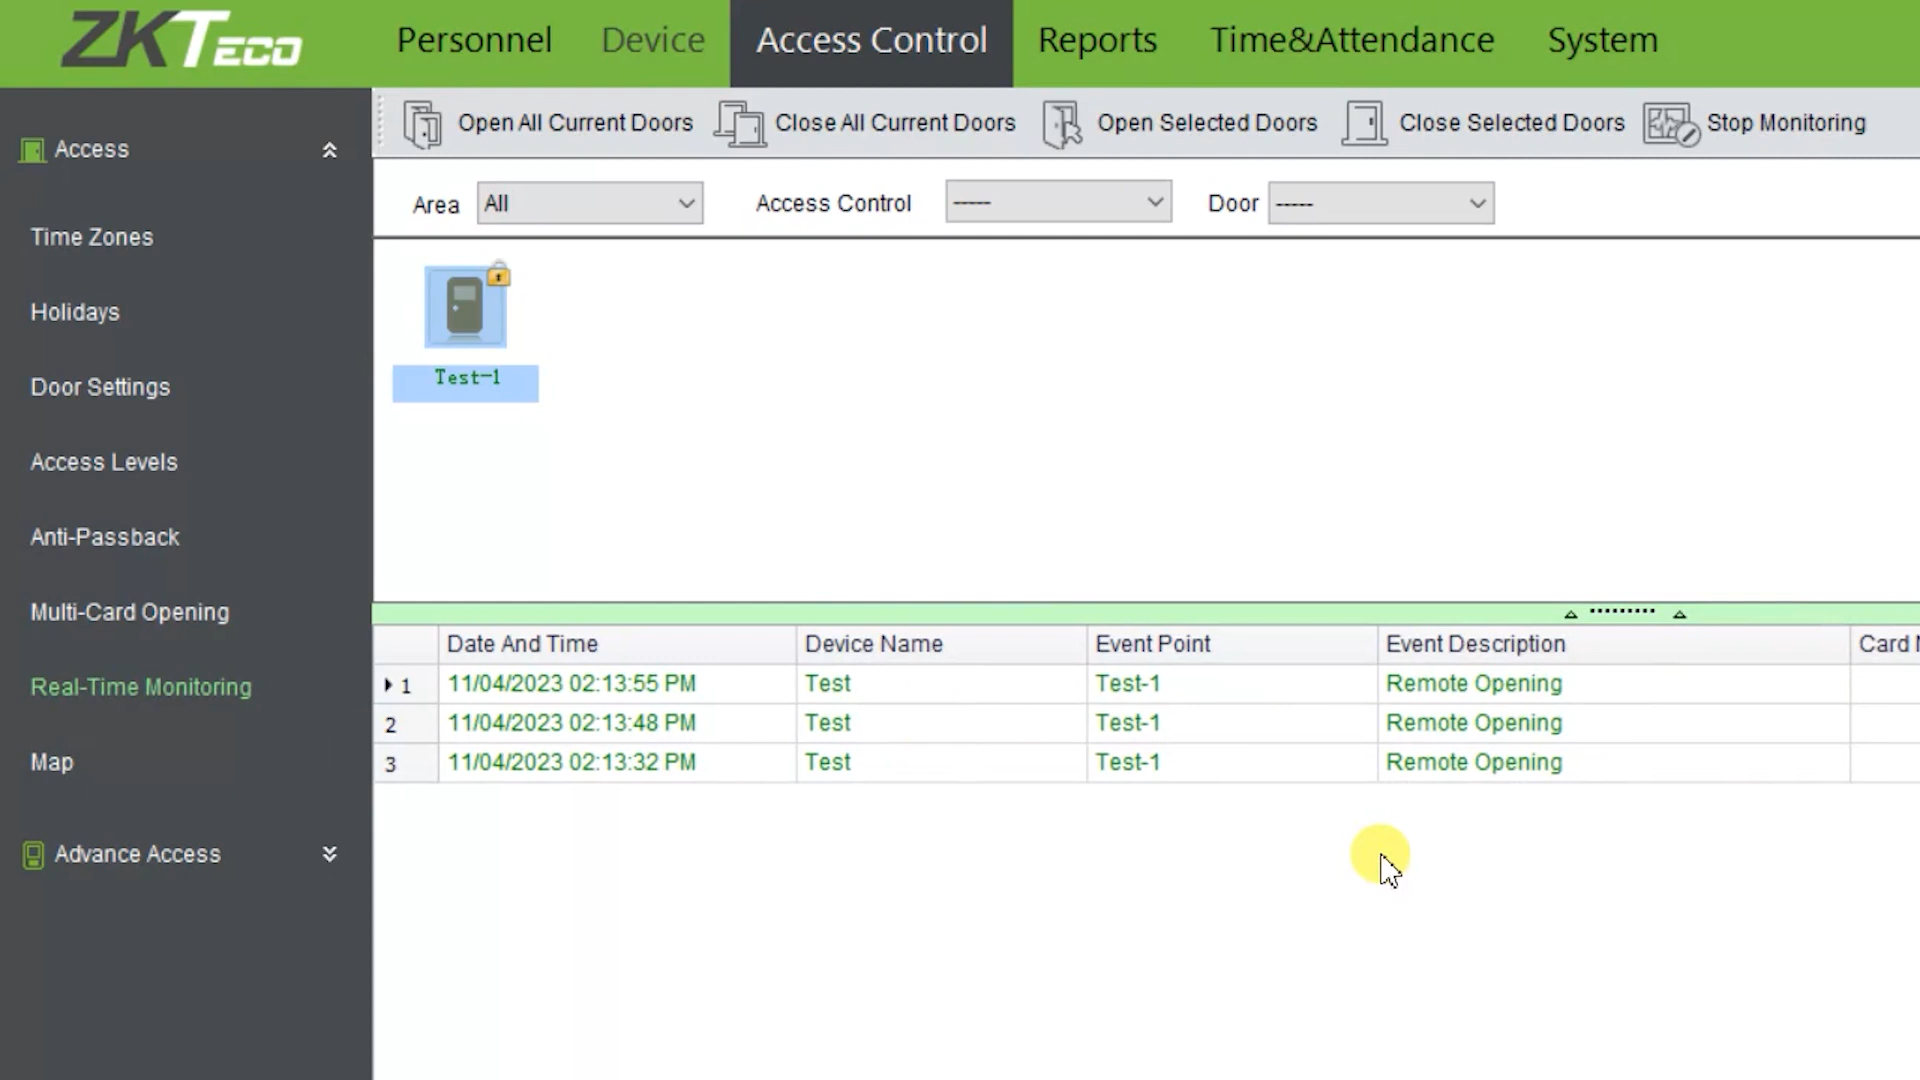 ZKTECO
Personnel Device Access Control Reports Time&Attendance System
Open All Current Doors Close All Current Doors Open Selected Doors Close Selected Doors Stop Monitoring
Area All Access Control ----- Door -----
Access
Time Zones
Holidays
Door Settings
Access Levels
Anti-Passback
Multi-Card Opening
Real-Time Monitoring
Map
Advance Access
Test-1
Date And Time Device Name Event Point Event Description Card
1 11/04/2023 02:13:55 PM Test Test-1 Remote Opening
2 11/04/2023 02:13:48 PM Test Test-1 Remote Opening
3 11/04/2023 02:13:32 PM Test Test-1 Remote Opening